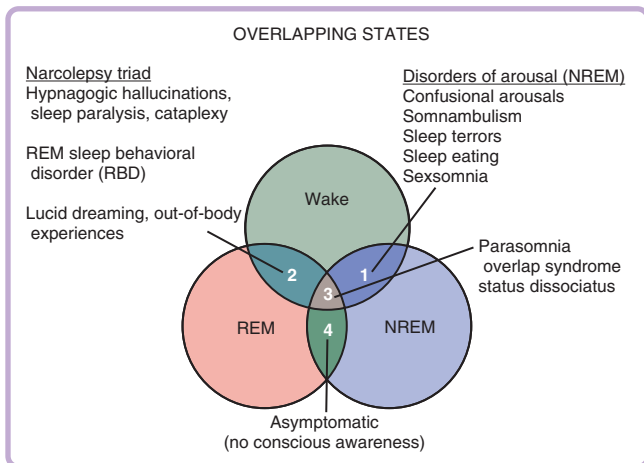 OVERLAPPING STATES
Narcolepsy triad
Hypnagogic hallucinations,
sleep paralysis, cataplexy
REM sleep behavioral
disorder (RBD)
Lucid dreaming, out-of-body
experiences
Disorders of arousal (NREM)
Confusional arousals
Somnambulism
Sleep terrors
Sleep eating
Sexsomnia
Parasomnia
overlap syndrome
status dissociatus
Wake
2
1
3
REM
4
NREM
Asymptomatic
(no conscious awareness)